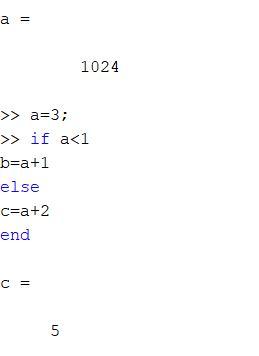 a =
1024
>> a=3;
>> if a<1
b=a+1
else
c=a+2
end
c =
5